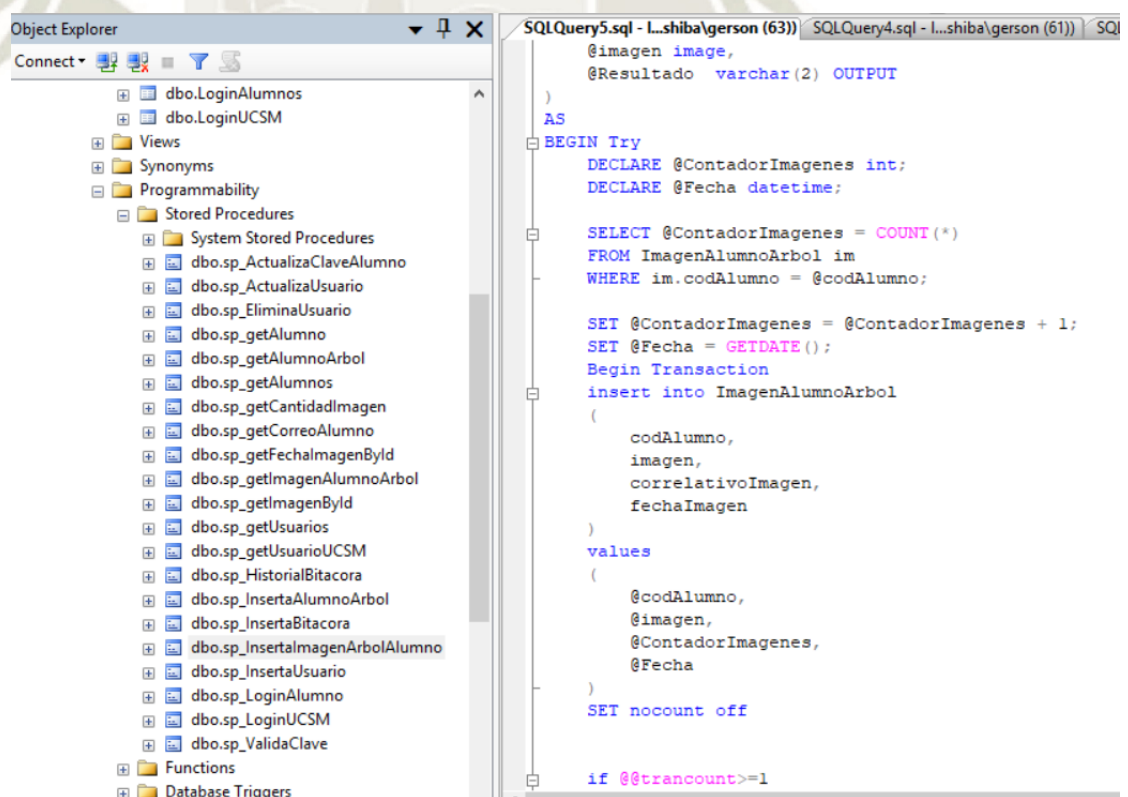 Object Explorer
Connect
dbo.LoginAlumnos
dbo.LoginUCSM
Views
Synonyms
Programmability
Stored Procedures
System Stored Procedures
dbo.sp_ActualizaClaveAlumno
dbo.sp_ActualizaUsuario
dbo.sp_EliminaUsuario
dbo.sp_getAlumno
dbo.sp_getAlumnoArbol
dbo.sp_getAlumnos
dbo.sp_getCantidadImagen
dbo.sp_getCorreoAlumno
dbo.sp_getFechaImagenById
dbo.sp_getImagenAlumnoArbol
dbo.sp_getImagenById
dbo.sp_getUsuarios
dbo.sp_getUsuarioUCSM
dbo.sp_HistorialBitacora
dbo.sp_InsertaAlumnoArbol
dbo.sp_InsertaBitacora
dbo.sp_InsertaImagenArbolAlumno
dbo.sp_InsertaUsuario
dbo.sp_LoginAlumno
dbo.sp_LoginUCSM
dbo.sp_ValidaClave
Functions
Database Triggers
SQLQuery5.sql - l...shiba\gerson (63)) SQLQuery4.sql - l...shiba\gerson (61)) SQL
@imagen image,
@Resultado varchar(2) OUTPUT
)
AS
BEGIN Try
DECLARE @ContadorImagenes int;
DECLARE @Fecha datetime;
SELECT @ContadorImagenes = COUNT(*)
FROM ImagenAlumnoArbol im
WHERE im.codAlumno = @codAlumno;
SET @ContadorImagenes = @ContadorImagenes + 1;
SET @Fecha = GETDATE();
Begin Transaction
insert into ImagenAlumnoArbol
(
codAlumno,
imagen,
correlativoImagen,
fechaImagen
)
values
(
@codAlumno,
@imagen,
@ContadorImagenes,
@Fecha
)
SET nocount off
if @@trancount>=1